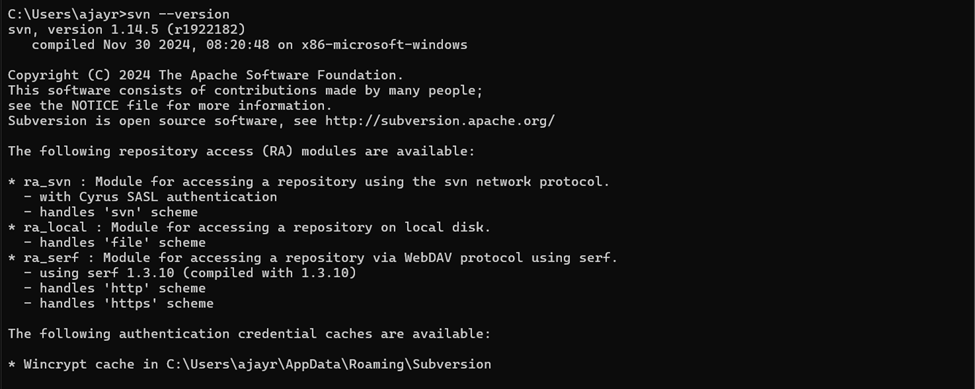 C:\Users\ajayr>svn --version
svn, version 1.14.5 (r1922182)
   compiled Nov 30 2024, 08:20:48 on x86-microsoft-windows

Copyright (C) 2024 The Apache Software Foundation.
This software consists of contributions made by many people;
see the NOTICE file for more information.
Subversion is open source software, see http://subversion.apache.org/

The following repository access (RA) modules are available:

* ra_svn : Module for accessing a repository using the svn network protocol.
  - with Cyrus SASL authentication
  - handles 'svn' scheme
* ra_local : Module for accessing a repository on local disk.
  - handles 'file' scheme
* ra_serf : Module for accessing a repository via WebDAV protocol using serf.
  - using serf 1.3.10 (compiled with 1.3.10)
  - handles 'http' scheme
  - handles 'https' scheme

The following authentication credential caches are available:

* Wincrypt cache in C:\Users\ajayr\AppData\Roaming\Subversion